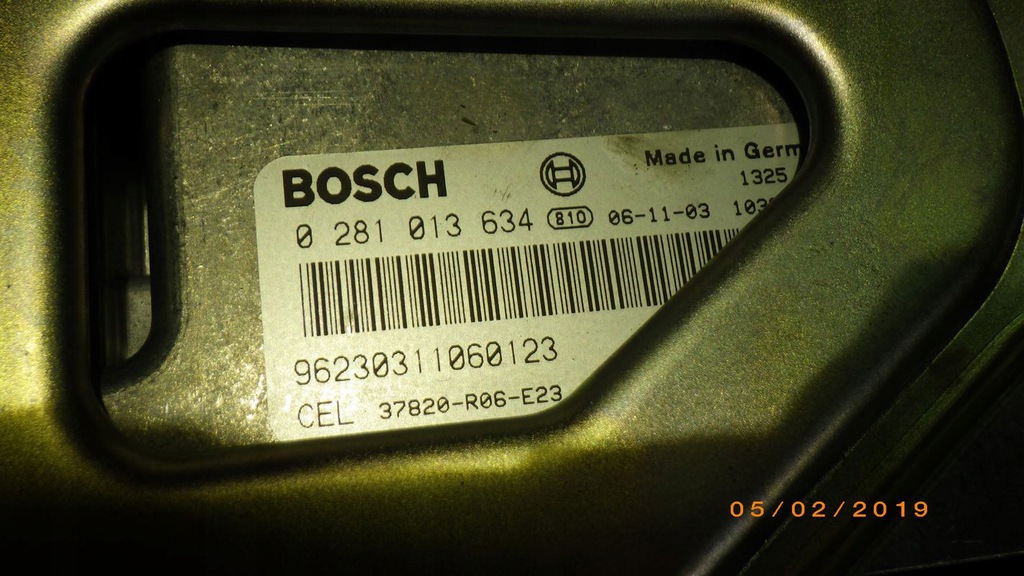 BOSCH
Made in Germ
1325
0 281 013 634 810 06-11-03 103
96230311060123
CEL 37820-R06-E23
05/02/2019